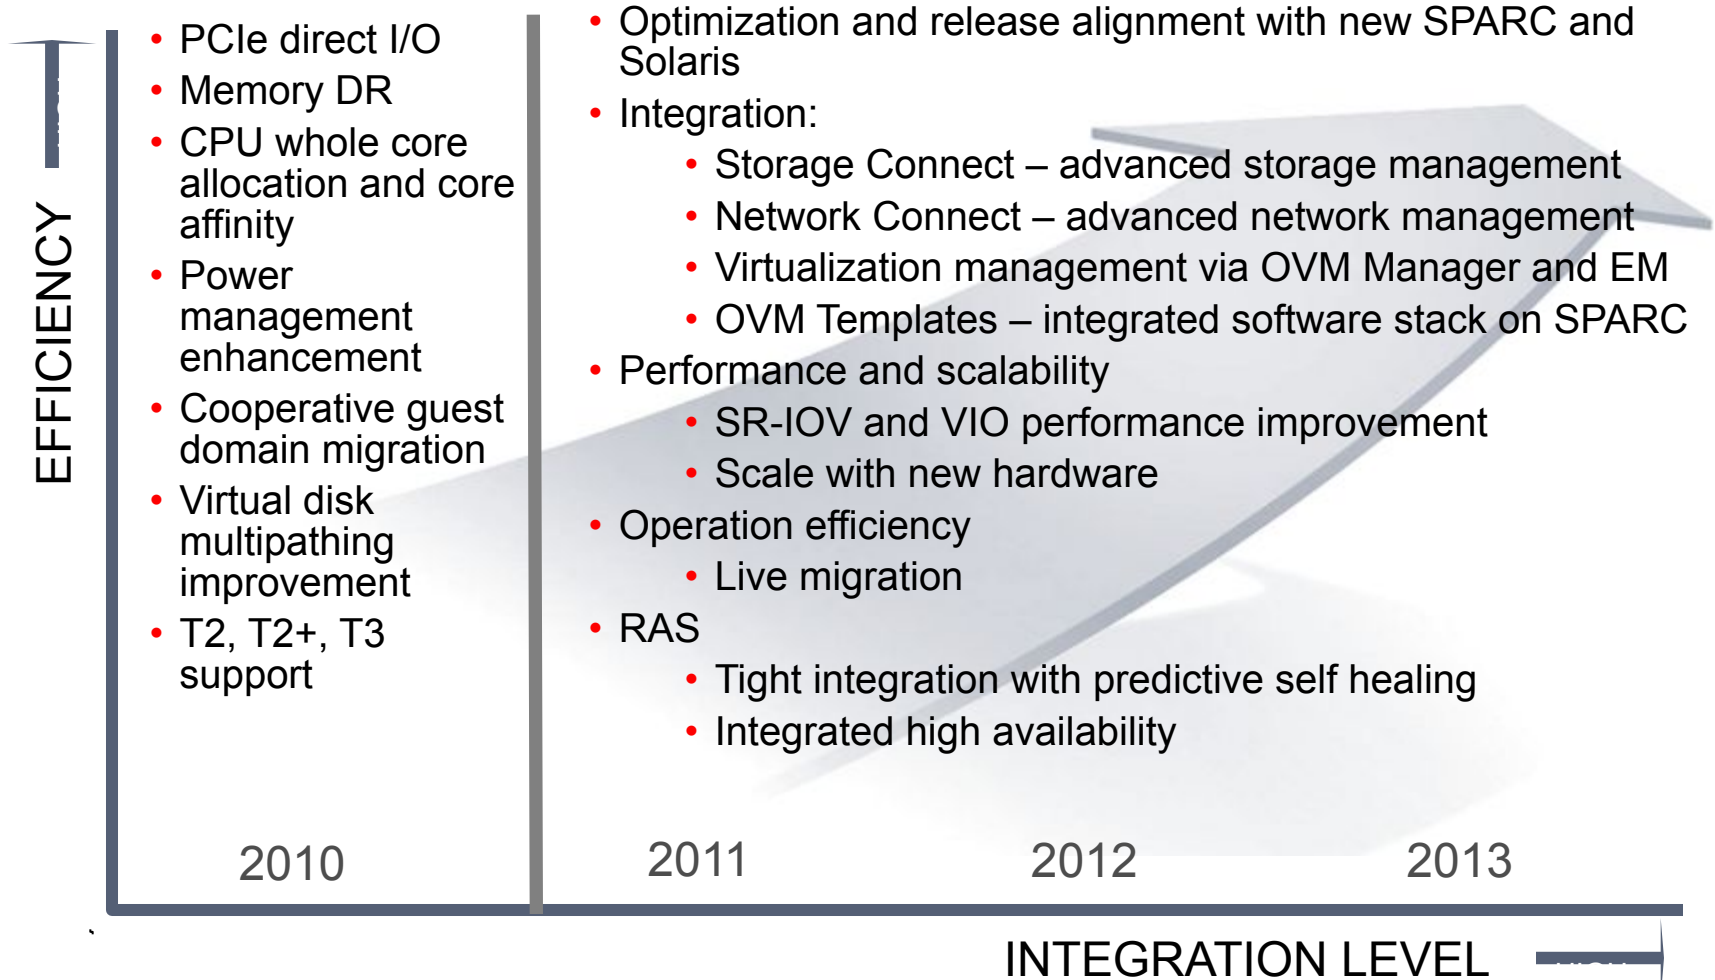 EFFICIENCY
• PCIe direct I/O
• Memory DR
• CPU whole core
allocation and core
affinity
• Power
management
enhancement
• Cooperative guest
domain migration
• Virtual disk
multipathing
improvement
• T2, T2+, T3
support
• Optimization and release alignment with new SPARC and
Solaris
• Integration:
• Storage Connect – advanced storage management
• Network Connect – advanced network management
• Virtualization management via OVM Manager and EM
• OVM Templates – integrated software stack on SPARC
• Performance and scalability
• SR-IOV and VIO performance improvement
• Scale with new hardware
• Operation efficiency
• Live migration
• RAS
• Tight integration with predictive self healing
• Integrated high availability
2010
2011
2012
2013
INTEGRATION LEVEL